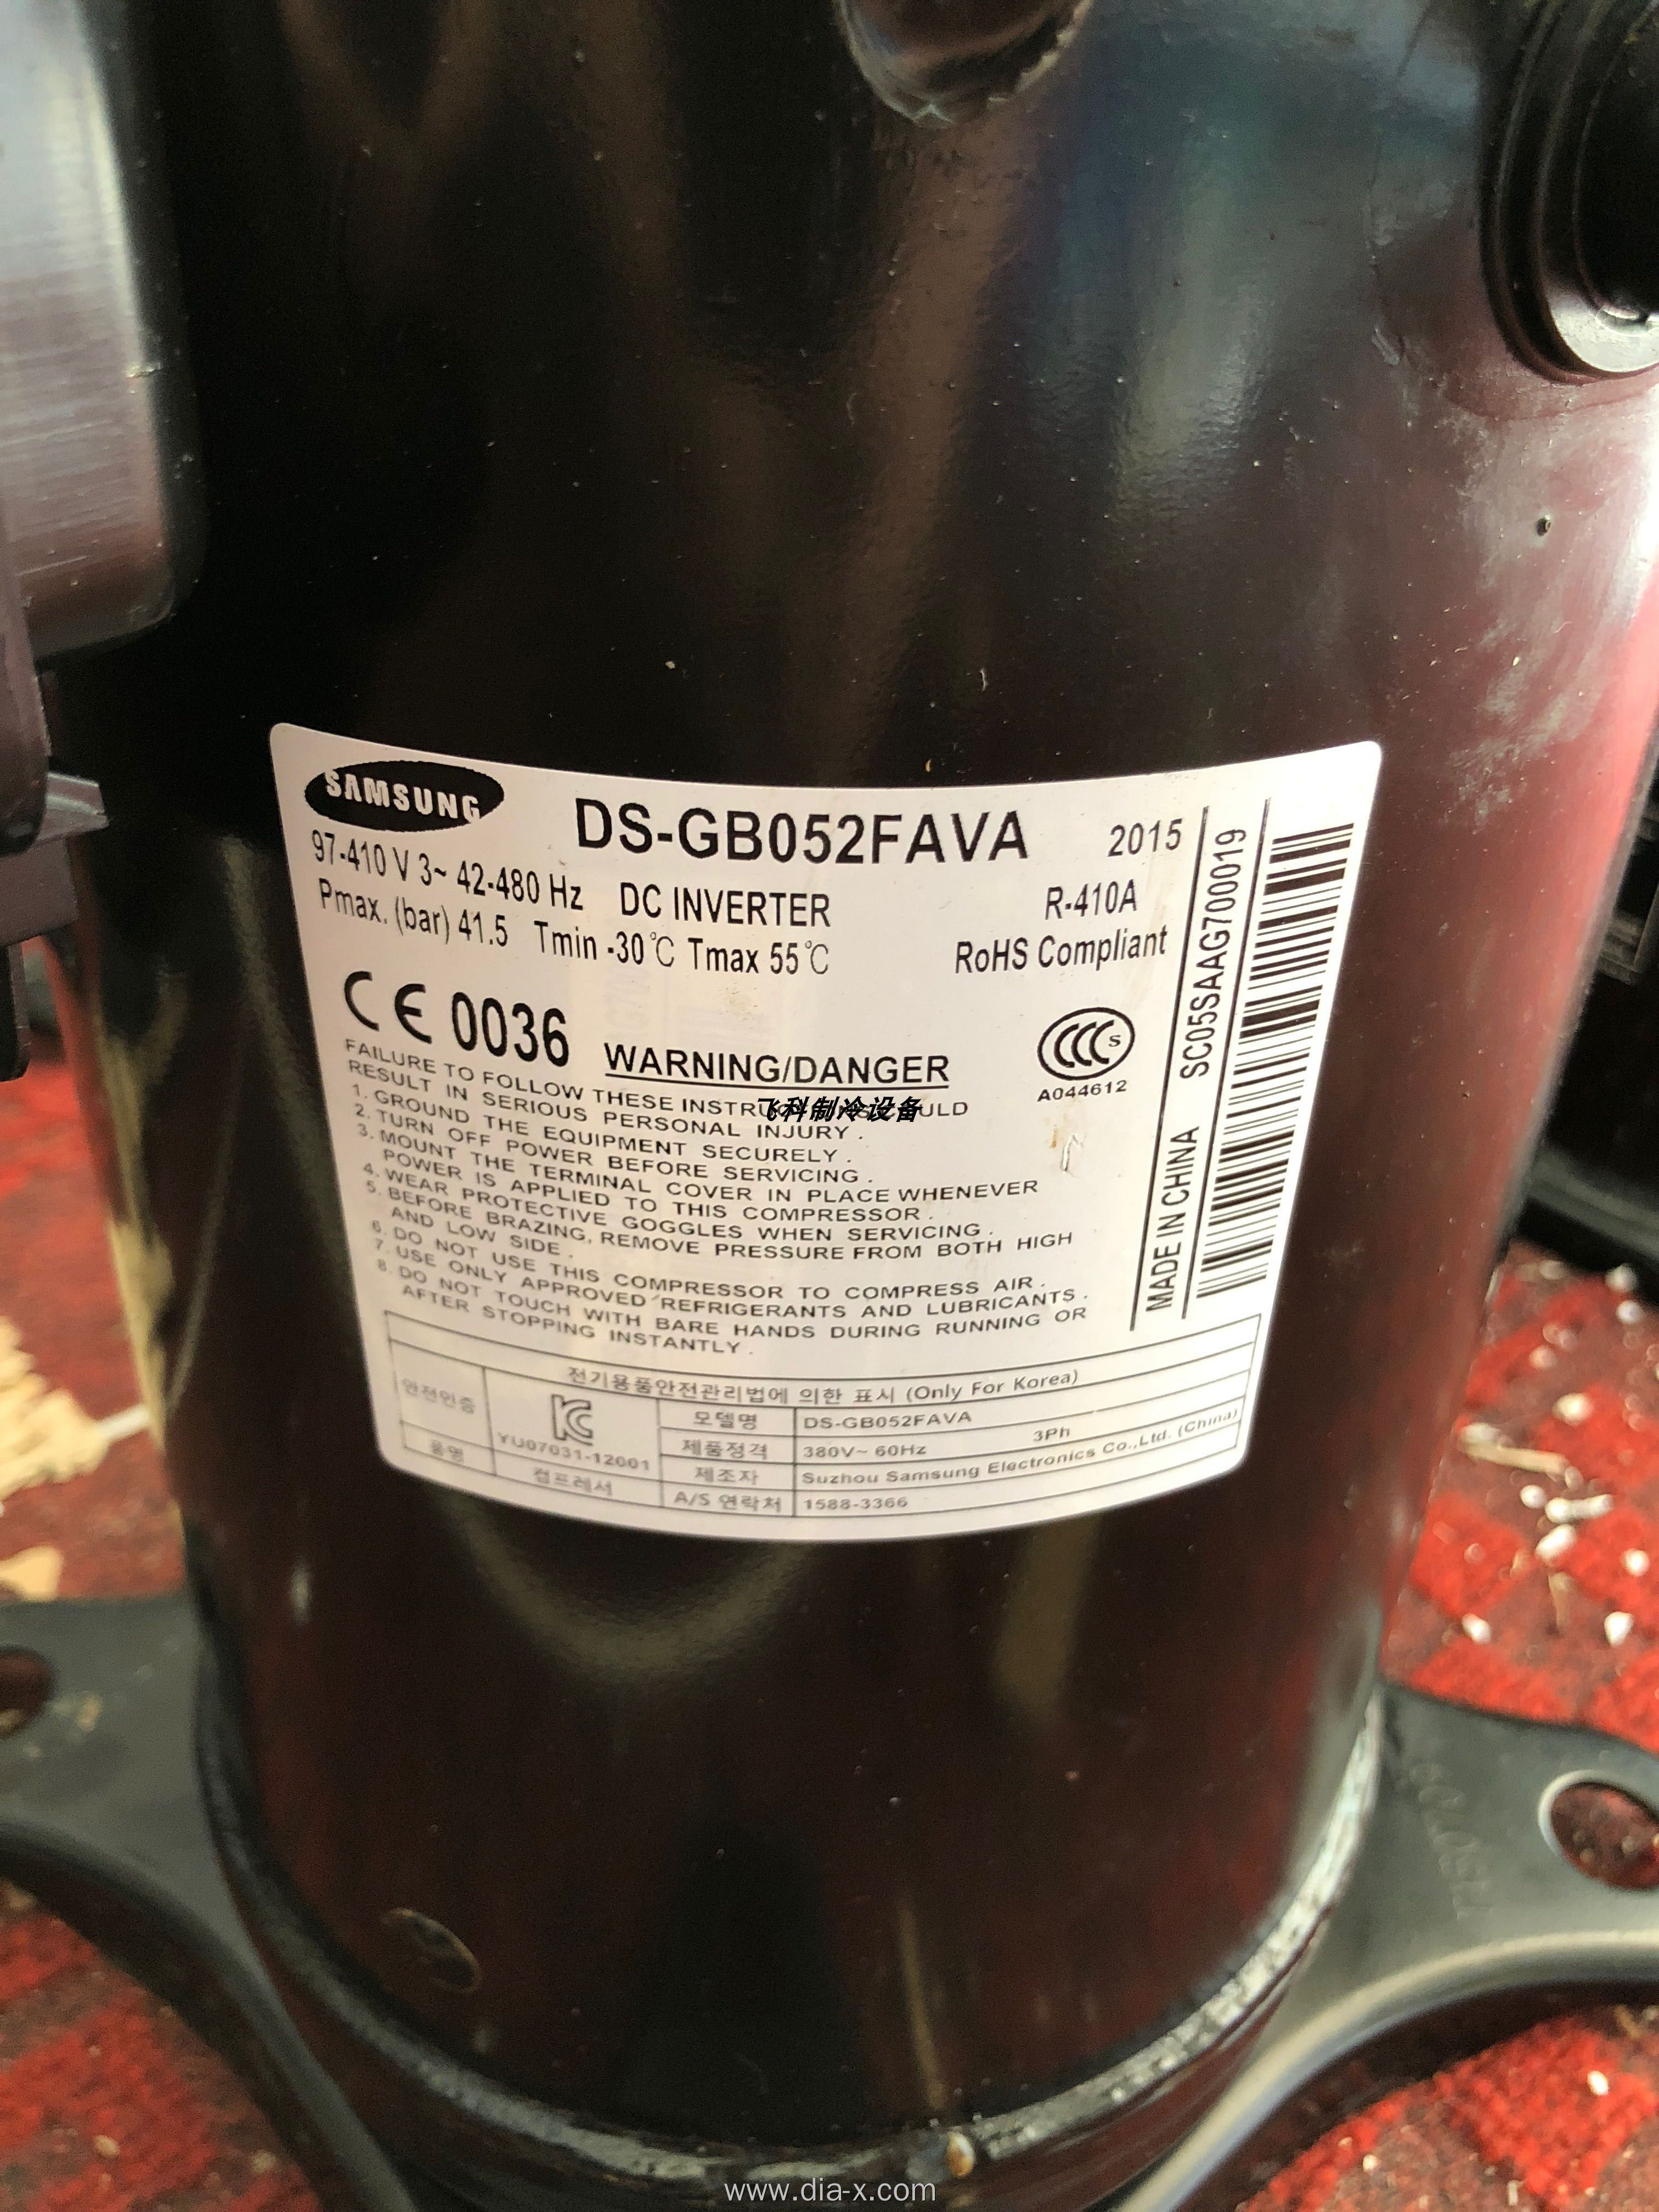 SAMSUNG
DS-GB052FAVA
2015
97-410 V 3~ 42-480 Hz DC INVERTER
R-410A
Pmax. (bar) 41.5 Tmin -30℃ Tmax 55℃
RoHS Compliant
CE 0036
WARNING/DANGER
CCC S
A044612
FAILURE TO FOLLOW THESE INSTRUC ULD
飞科制冷设备
RESULT IN SERIOUS PERSONAL INJURY .
1. GROUND THE EQUIPMENT SECURELY .
2. TURN OFF POWER BEFORE SERVICING .
3. MOUNT THE TERMINAL COVER IN PLACE WHENEVER
POWER IS APPLIED TO THIS COMPRESSOR .
4. WEAR PROTECTIVE GOGGLES WHEN SERVICING .
5. BEFORE BRAZING, REMOVE PRESSURE FROM BOTH HIGH
AND LOW SIDE .
6. DO NOT USE THIS COMPRESSOR TO COMPRESS AIR .
7. USE ONLY APPROVED REFRIGERANTS AND LUBRICANTS .
8. DO NOT TOUCH WITH BARE HANDS DURING RUNNING OR
AFTER STOPPING INSTANTLY .
MADE IN CHINA SC05SAAG700019
전기용품안전관리법에 의한 표시 (Only For Korea)
안전인증
YU07031-12001
모델명 DS-GB052FAVA
제품정격 380V~ 60Hz 3Ph
제조자 Suzhou Samsung Electronics Co.,Ltd. (China)
품명 컴프레서
A/S 연락처 1588-3366
www.dia-x.com